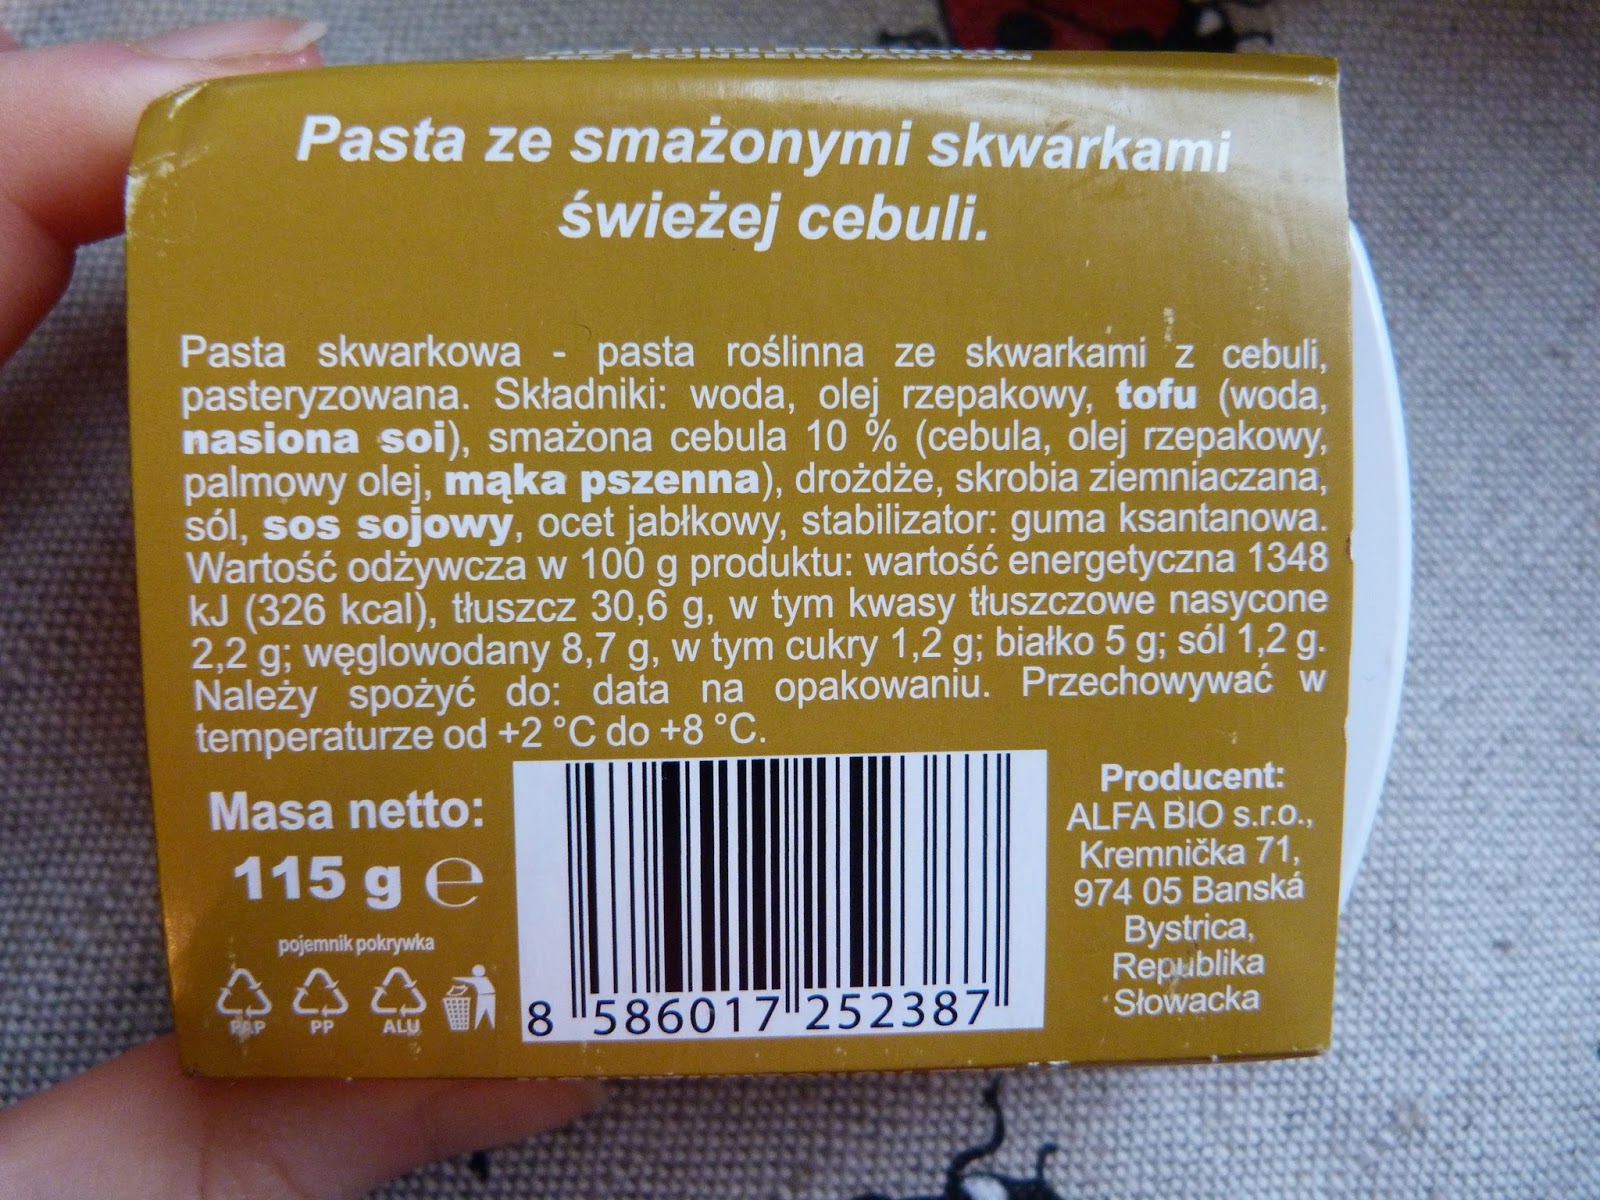 BEZ CHOLESTEROLU
BEZ KONSERWANTÓW
Pasta ze smażonymi skwarkami
świeżej cebuli.
Pasta skwarkowa - pasta roślinna ze skwarkami z cebuli,
pasteryzowana. Składniki: woda, olej rzepakowy, tofu (woda,
nasiona soi), smażona cebula 10 % (cebula, olej rzepakowy,
palmowy olej, mąka pszenna), drożdże, skrobia ziemniaczana,
sól, sos sojowy, ocet jabłkowy, stabilizator: guma ksantanowa.
Wartość odżywcza w 100 g produktu: wartość energetyczna 1348
kJ (326 kcal), tłuszcz 30,6 g, w tym kwasy tłuszczowe nasycone
2,2 g; węglowodany 8,7 g, w tym cukry 1,2 g; białko 5 g; sól 1,2 g.
Należy spożyć do: data na opakowaniu. Przechowywać w
temperaturze od +2 °C do +8 °C.
Masa netto:
115 g ℮
pojemnik pokrywka
PAP PP ALU
8 586017 252387
Producent:
ALFA BIO s.r.o.,
Kremnička 71,
974 05 Banská
Bystrica,
Republika
Słowacka